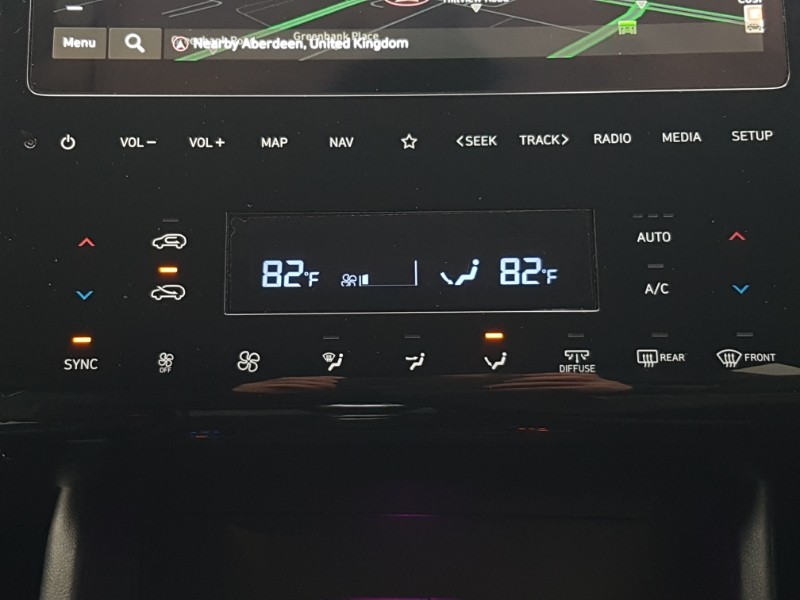 Menu
Nearby Aberdeen, United Kingdom
Greenbank Place
VOL− VOL+ MAP NAV <SEEK TRACK> RADIO MEDIA SETUP
AUTO
82°F 82°F
A/C
SYNC OFF DIFFUSE REAR FRONT